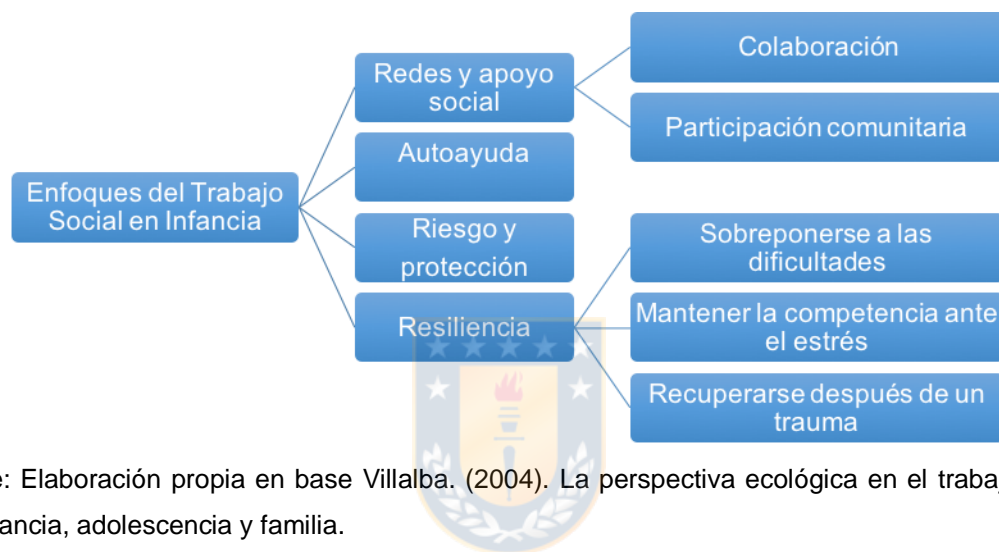 Enfoques del Trabajo
Social en Infancia
Redes y apoyo
social
Colaboración
Participación comunitaria
Autoayuda
Riesgo y
protección
Resiliencia
Sobreponerse a las
dificultades
Mantener la competencia ante
el estrés
Recuperarse después de un
trauma
: Elaboración propia en base Villalba. (2004). La perspectiva ecológica en el
adolescencia y familia.